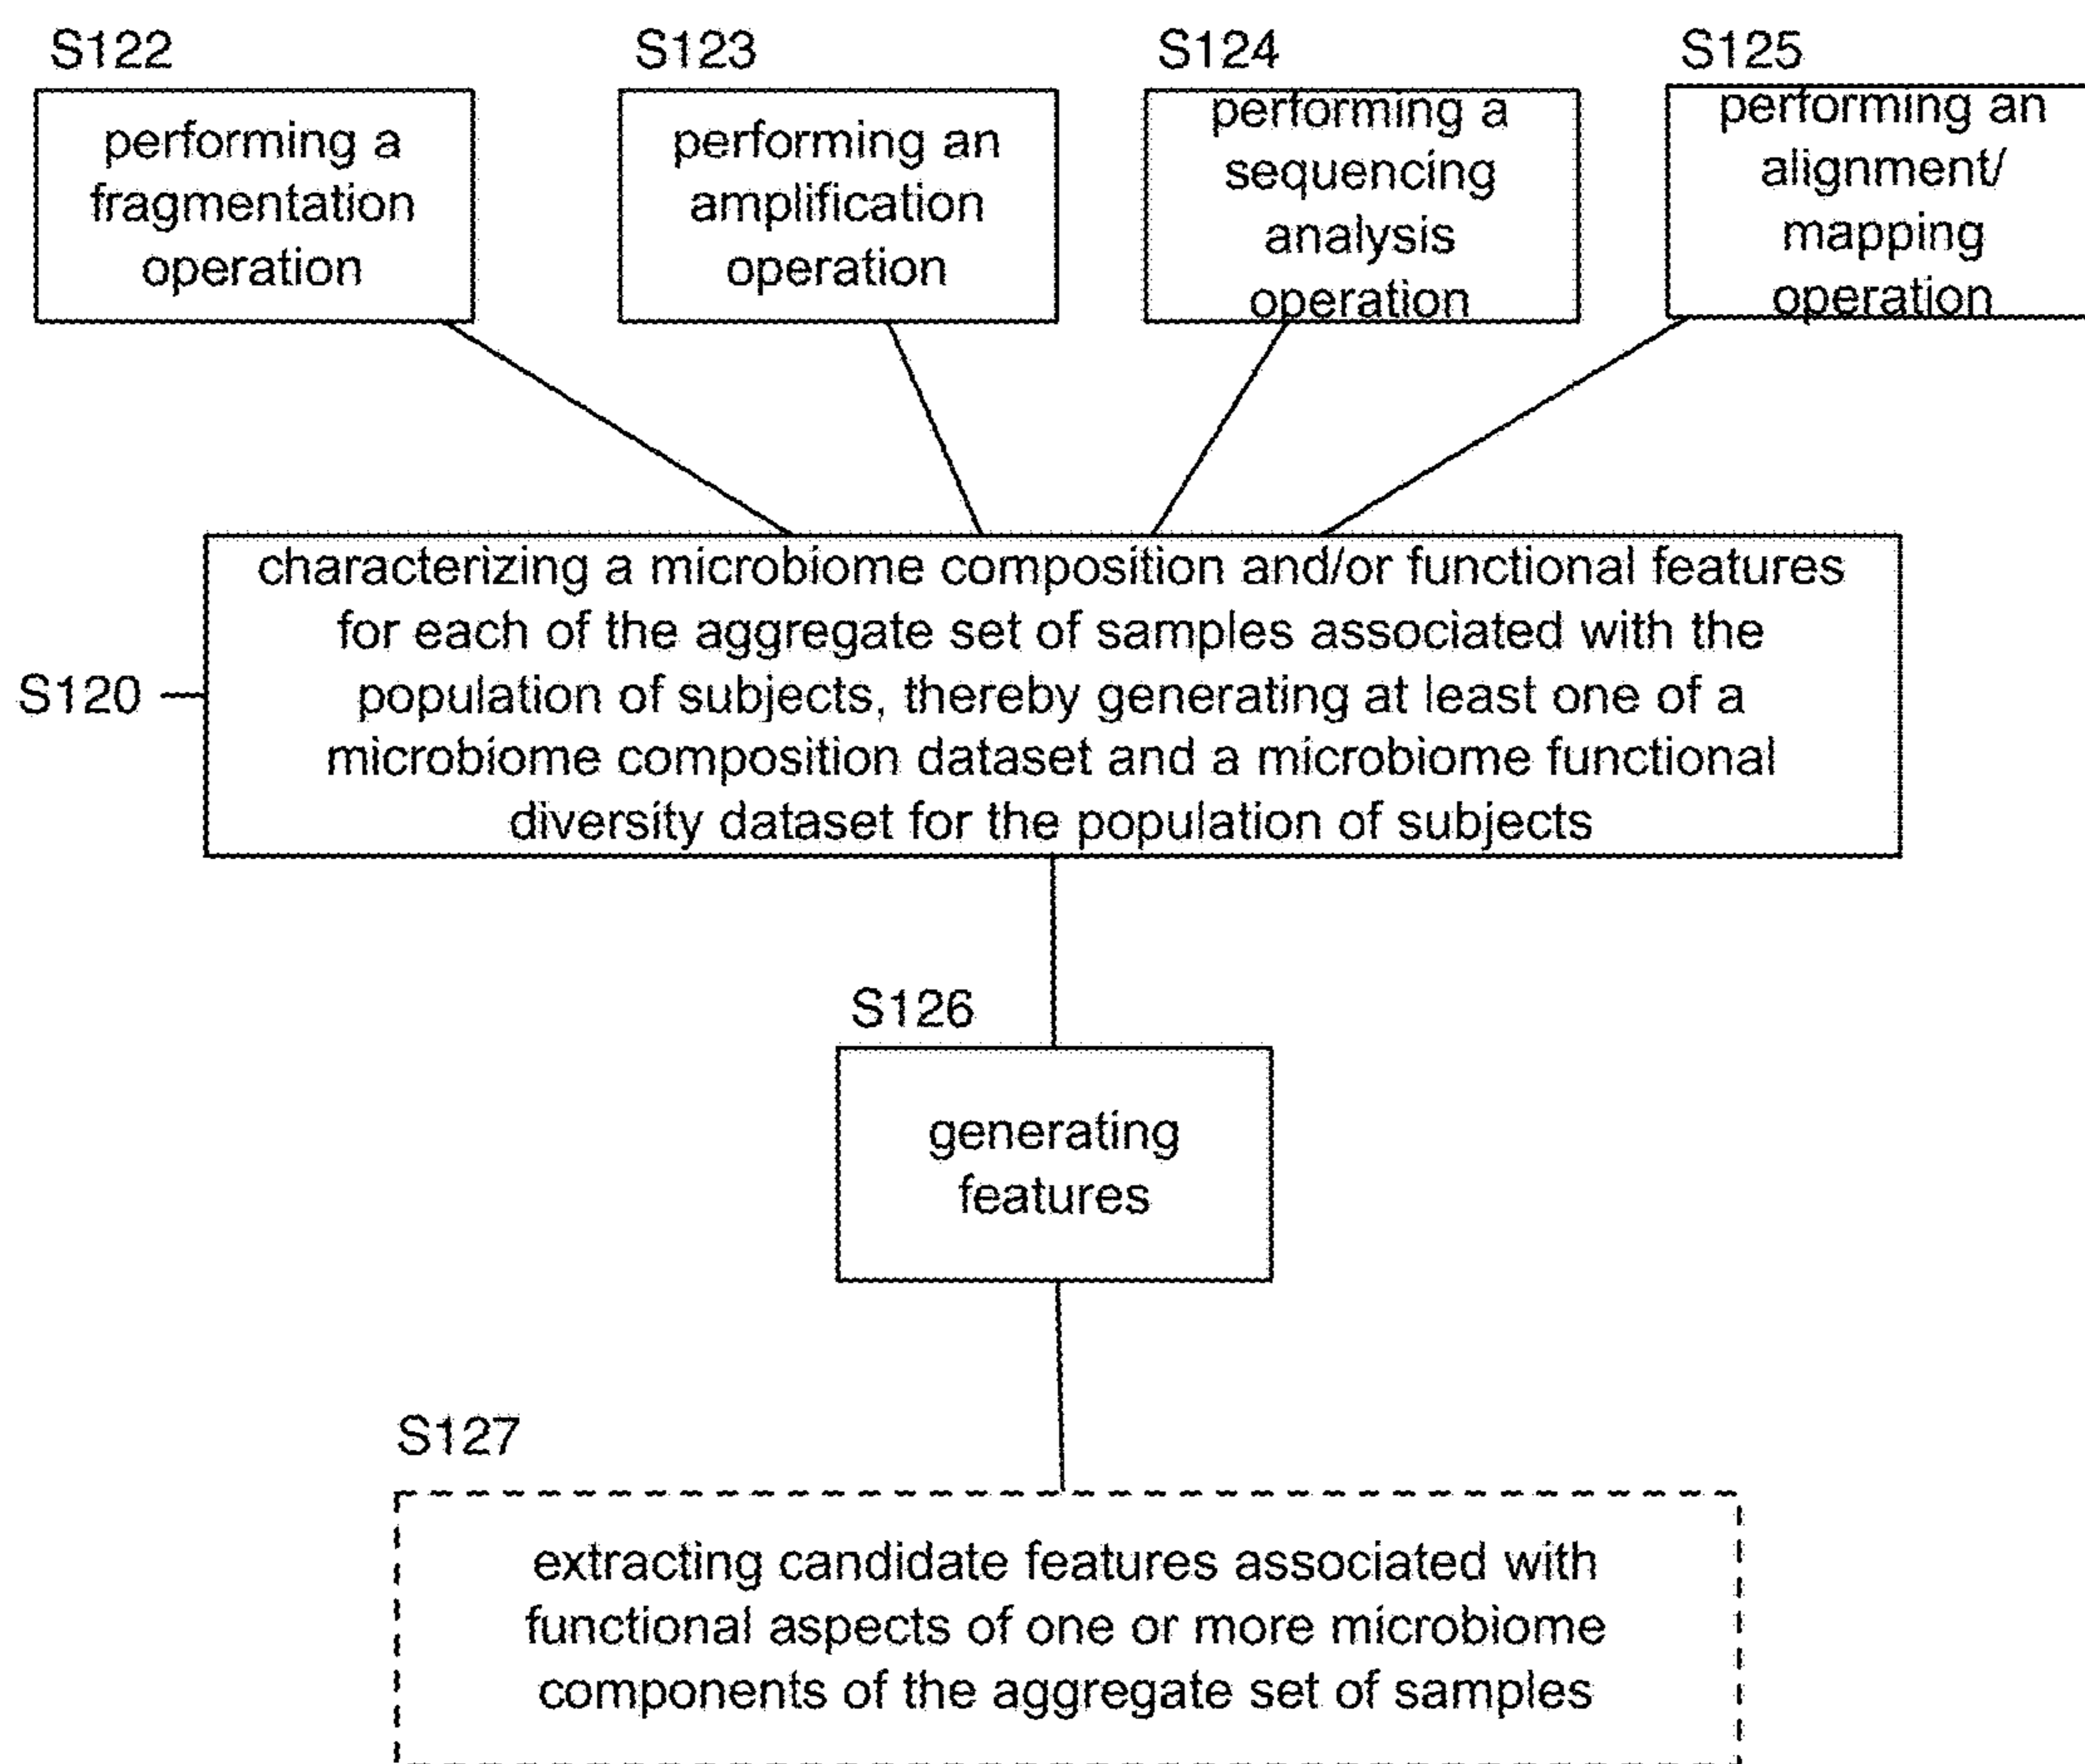 S122
performing a
fragmentation
operation
S123
performing an
amplification
operation
S124
performing a
sequencing
analysis
operation
S125
performing an
alignment/
mapping
operation
S120
characterizing a microbiome composition and/or functional features
for each of the aggregate set of samples associated with the
population of subjects, thereby generating at least one of a
microbiome composition dataset and a microbiome functional
diversity dataset for the population of subjects
S126
generating
features
S127
extracting candidate features associated with
functional aspects of one or more microbiome
components of the aggregate set of samples